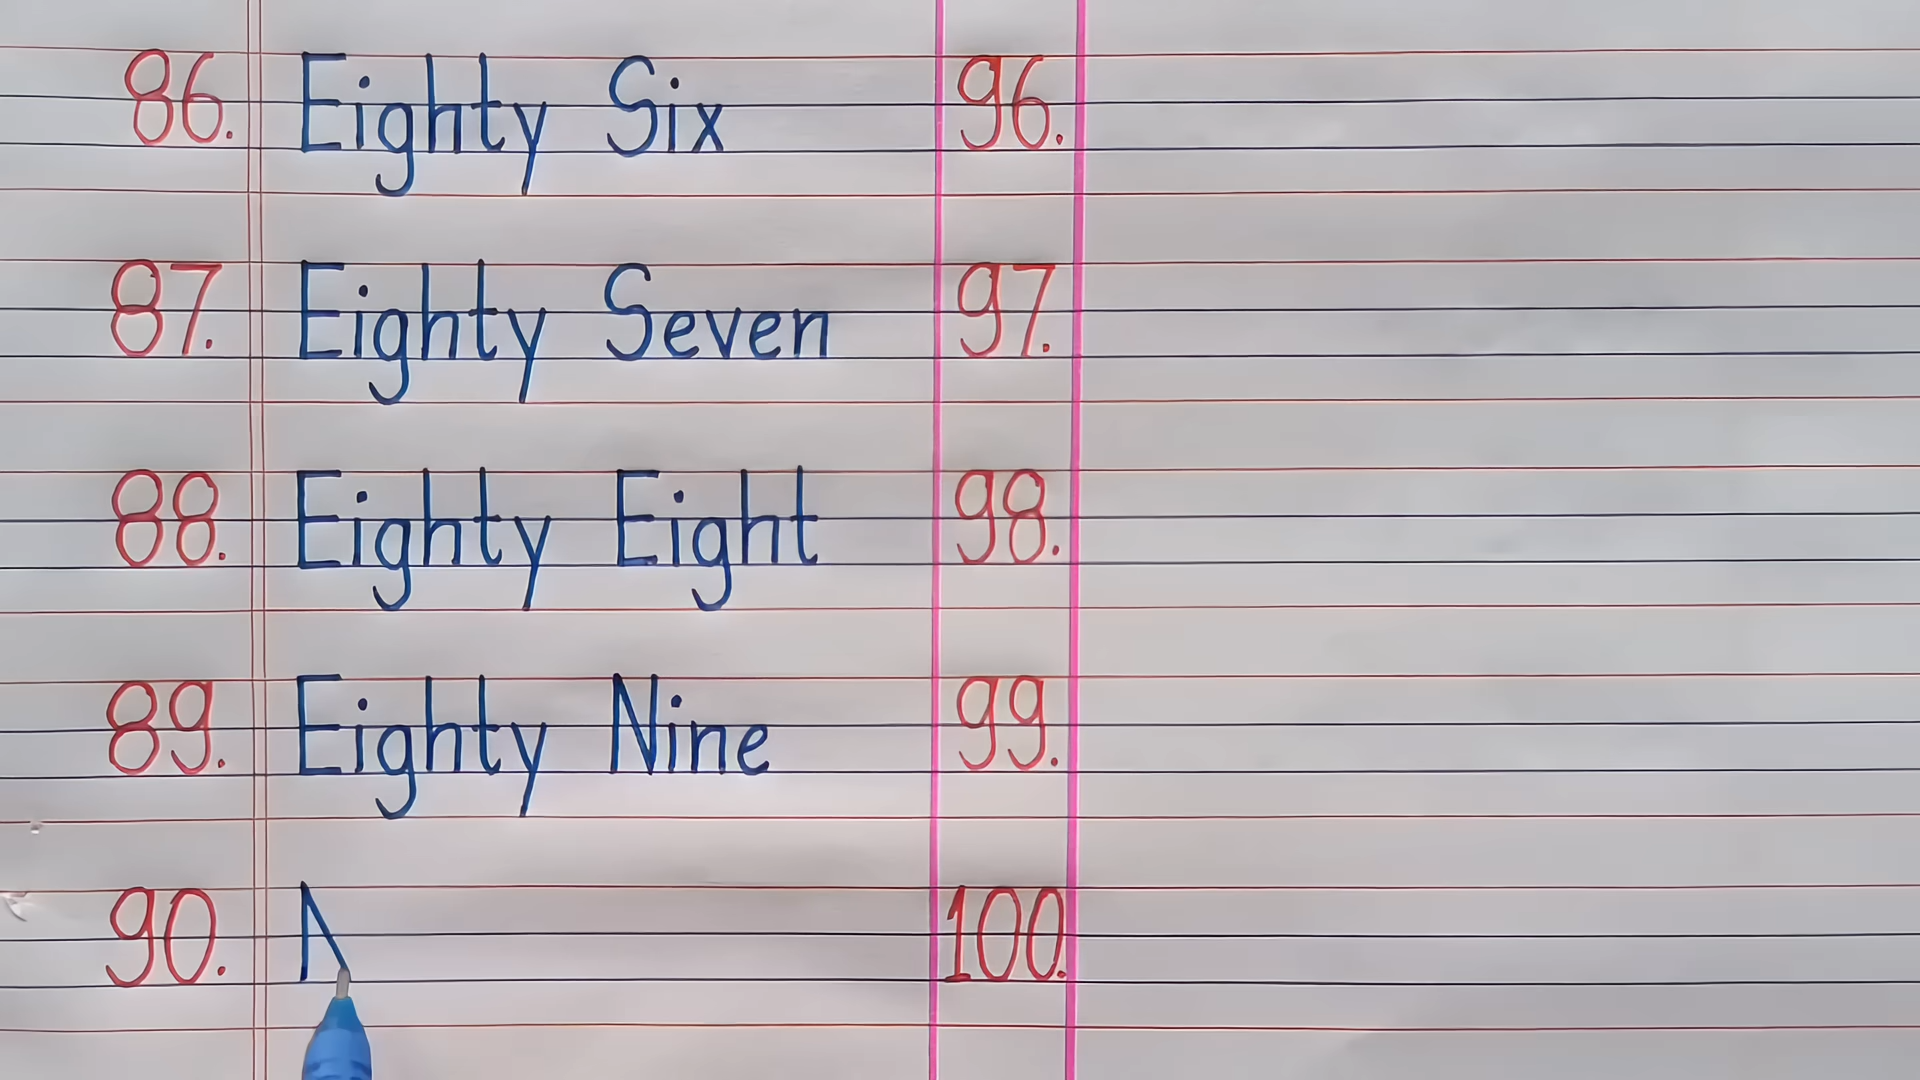 86. Eighty Six 96.
87. Eighty Seven 97.
88. Eighty Eight 98.
89. Eighty Nine 99.
90. 100.